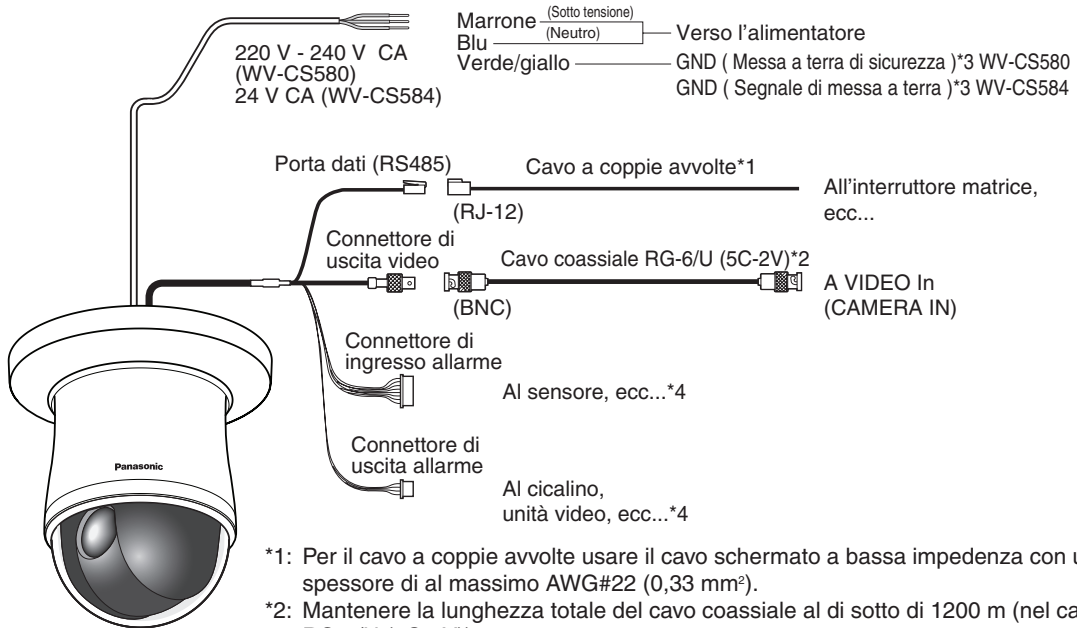 220 V - 240 V CA
(WV-CS580)
24 V CA (WV-CS584)
Marrone (Sotto tensione)
Blu (Neutro)
Verso l'alimentatore
Verde/giallo
GND ( Messa a terra di sicurezza )*3 WV-CS580
GND ( Segnale di messa a terra )*3 WV-CS584
Porta dati (RS485)
(RJ-12)
Cavo a coppie avvolte*1
All'interruttore matrice,
ecc...
Connettore di
uscita video
(BNC)
Cavo coassiale RG-6/U (5C-2V)*2
A VIDEO In
(CAMERA IN)
Connettore di
ingresso allarme
Al sensore, ecc...*4
Connettore di
uscita allarme
Al cicalino,
unità video, ecc...*4
Panasonic
*1: Per il cavo a coppie avvolte usare il cavo schermato a bassa impedenza con
spessore di al massimo AWG#22 (0,33 mm²).
*2: Mantenere la lunghezza totale del cavo coassiale al di sotto di 1200 m (nel